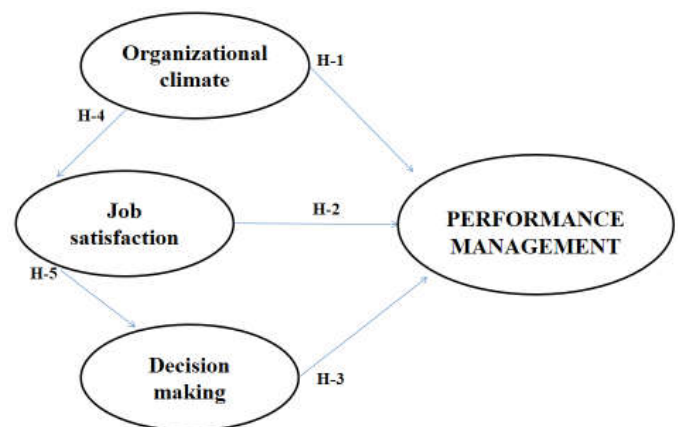 Organizational
climate
H-1
H-4
Job
satisfaction
H-2
PERFORMANCE
MANAGEMENT
H-5
Decision
making
H-3